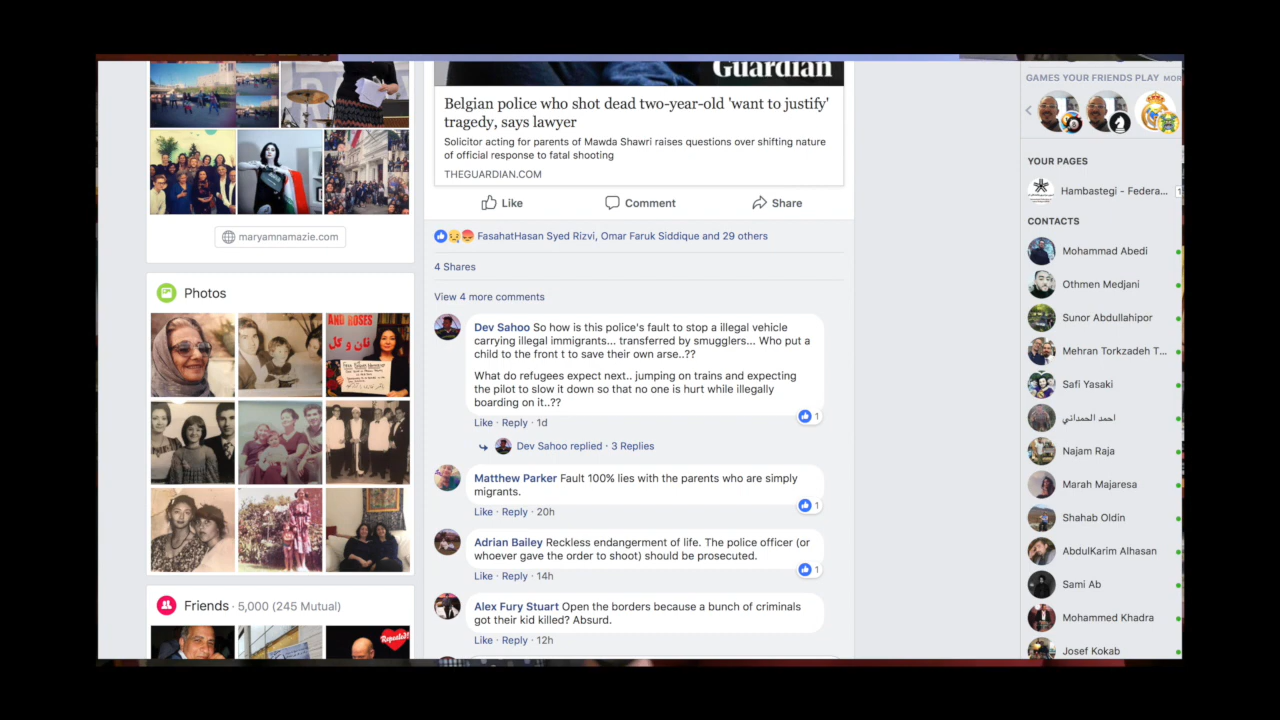 maryamnamazie.com
Photos
AND ROSES
نان و گل
Friends · 5,000 (245 Mutual)
Repealed!
Guardian
Belgian police who shot dead two-year-old 'want to justify'
tragedy, says lawyer
Solicitor acting for parents of Mawda Shawri raises questions over shifting nature
of official response to fatal shooting
THEGUARDIAN.COM
Like Comment Share
FasahatHasan Syed Rizvi, Omar Faruk Siddique and 29 others
4 Shares
View 4 more comments
Dev Sahoo So how is this police's fault to stop a illegal vehicle
carrying illegal immigrants... transferred by smugglers... Who put a
child to the front t to save their own arse..??
What do refugees expect next.. jumping on trains and expecting
the pilot to slow it down so that no one is hurt while illegally
boarding on it..??
1
Like · Reply · 1d
Dev Sahoo replied · 3 Replies
Matthew Parker Fault 100% lies with the parents who are simply
migrants.
1
Like · Reply · 20h
Adrian Bailey Reckless endangerment of life. The police officer (or
whoever gave the order to shoot) should be prosecuted.
1
Like · Reply · 14h
Alex Fury Stuart Open the borders because a bunch of criminals
got their kid killed? Absurd.
Like · Reply · 12h
GAMES YOUR FRIENDS PLAY MOR
YOUR PAGES
Hambastegi - Federa... 1
CONTACTS
Mohammad Abedi
Othmen Medjani
Sunor Abdullahipor
Mehran Torkzadeh T...
Safi Yasaki
احمد الحمداني
Najam Raja
Marah Majaresa
Shahab Oldin
AbdulKarim Alhasan
Sami Ab
Mohammed Khadra
Josef Kokab